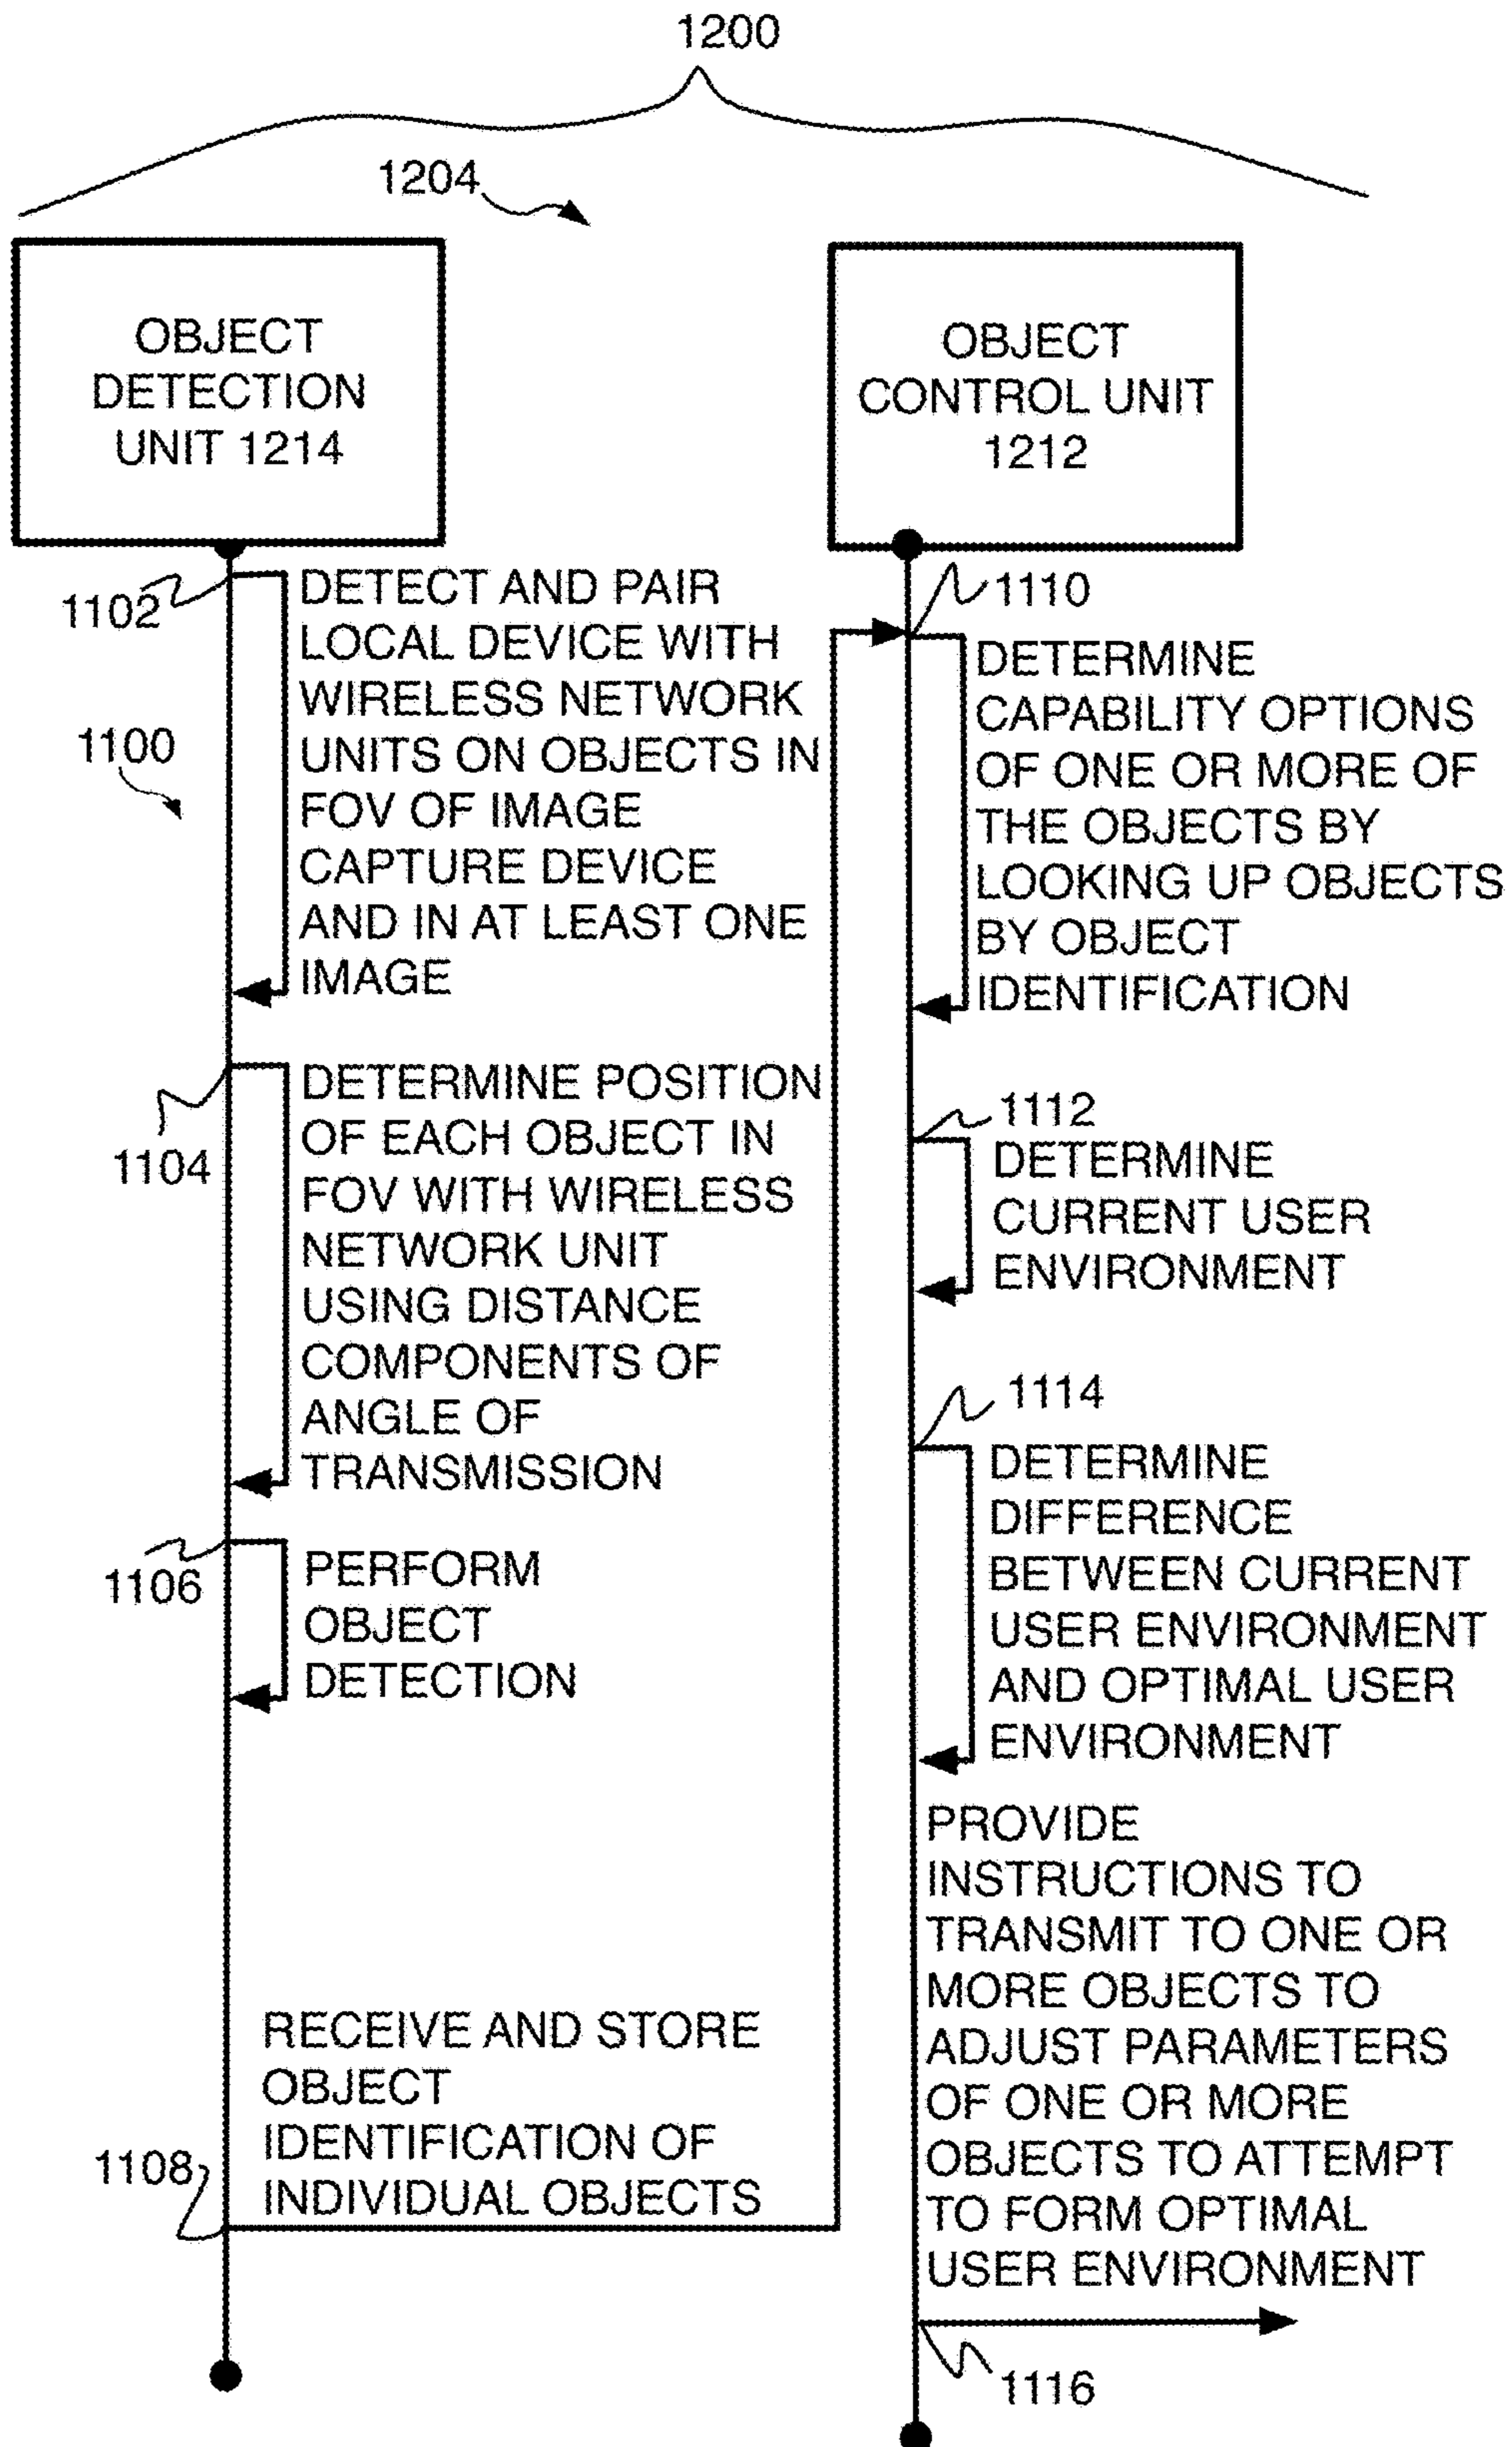 1200
1204
OBJECT
DETECTION
UNIT 1214
OBJECT
CONTROL UNIT
1212
1102
DETECT AND PAIR
LOCAL DEVICE WITH
WIRELESS NETWORK
UNITS ON OBJECTS IN
FOV OF IMAGE
CAPTURE DEVICE
AND IN AT LEAST ONE
IMAGE
1100
1104
DETERMINE POSITION
OF EACH OBJECT IN
FOV WITH WIRELESS
NETWORK UNIT
USING DISTANCE
COMPONENTS OF
ANGLE OF
TRANSMISSION
1106
PERFORM
OBJECT
DETECTION
RECEIVE AND STORE
OBJECT
IDENTIFICATION OF
INDIVIDUAL OBJECTS
1108
1110
DETERMINE
CAPABILITY OPTIONS
OF ONE OR MORE OF
THE OBJECTS BY
LOOKING UP OBJECTS
BY OBJECT
IDENTIFICATION
1112
DETERMINE
CURRENT USER
ENVIRONMENT
1114
DETERMINE
DIFFERENCE
BETWEEN CURRENT
USER ENVIRONMENT
AND OPTIMAL USER
ENVIRONMENT
PROVIDE
INSTRUCTIONS TO
TRANSMIT TO ONE OR
MORE OBJECTS TO
ADJUST PARAMETERS
OF ONE OR MORE
OBJECTS TO ATTEMPT
TO FORM OPTIMAL
USER ENVIRONMENT
1116